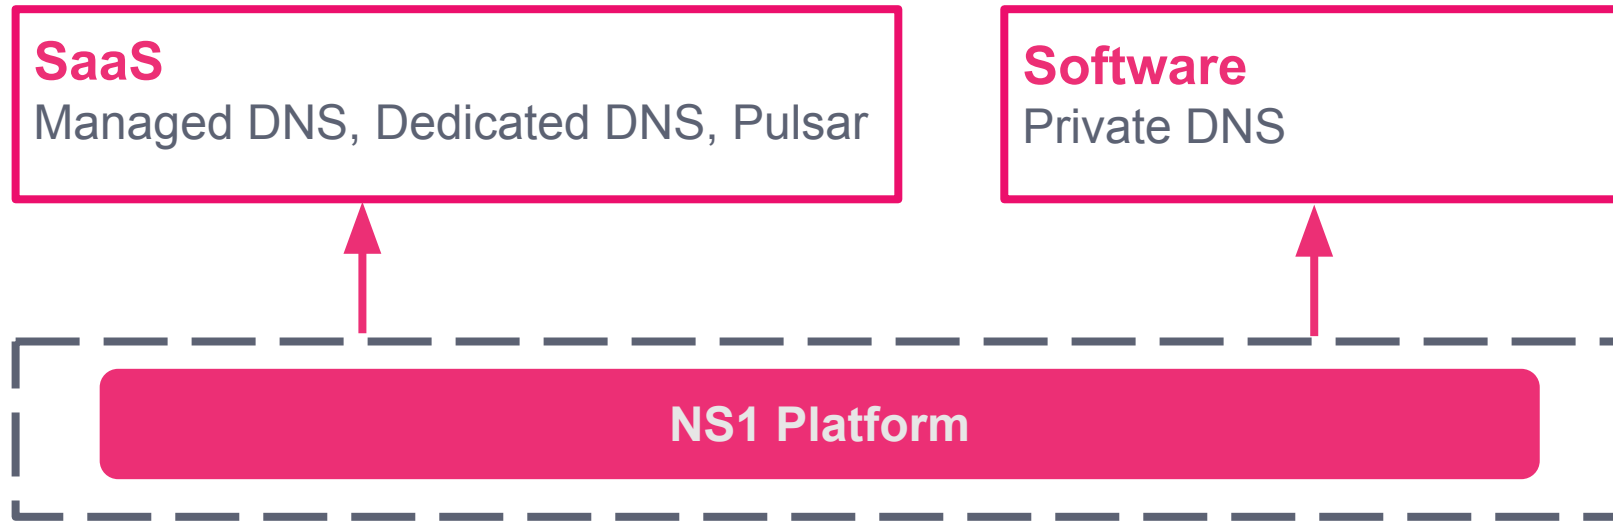 SaaS
Managed DNS, Dedicated DNS, Pulsar
Software
Private DNS
NS1 Platform